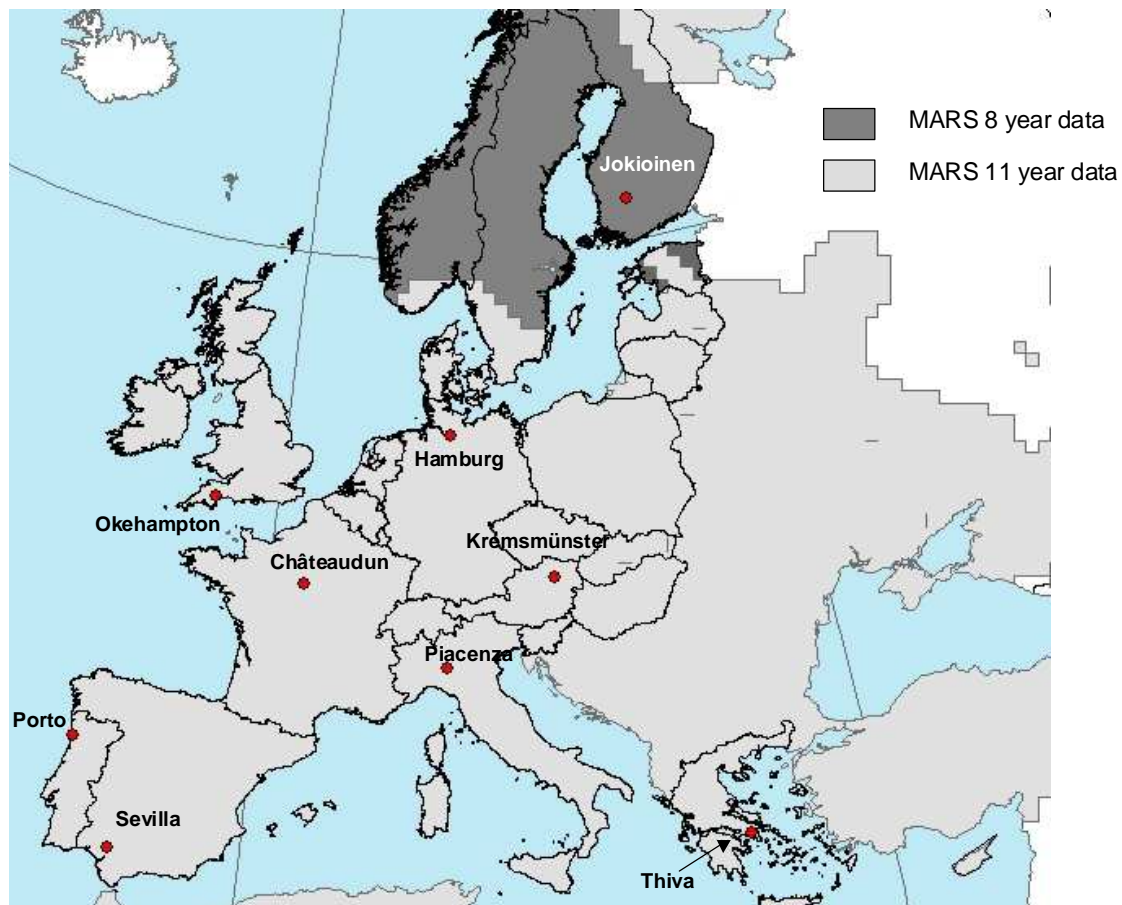 MARS 8 year data
MARS 11 year data
Jokioinen
Hamburg
Okehampton
Kremsmünster
Châteaudun
Piacenza
Porto
Sevilla
Thiva